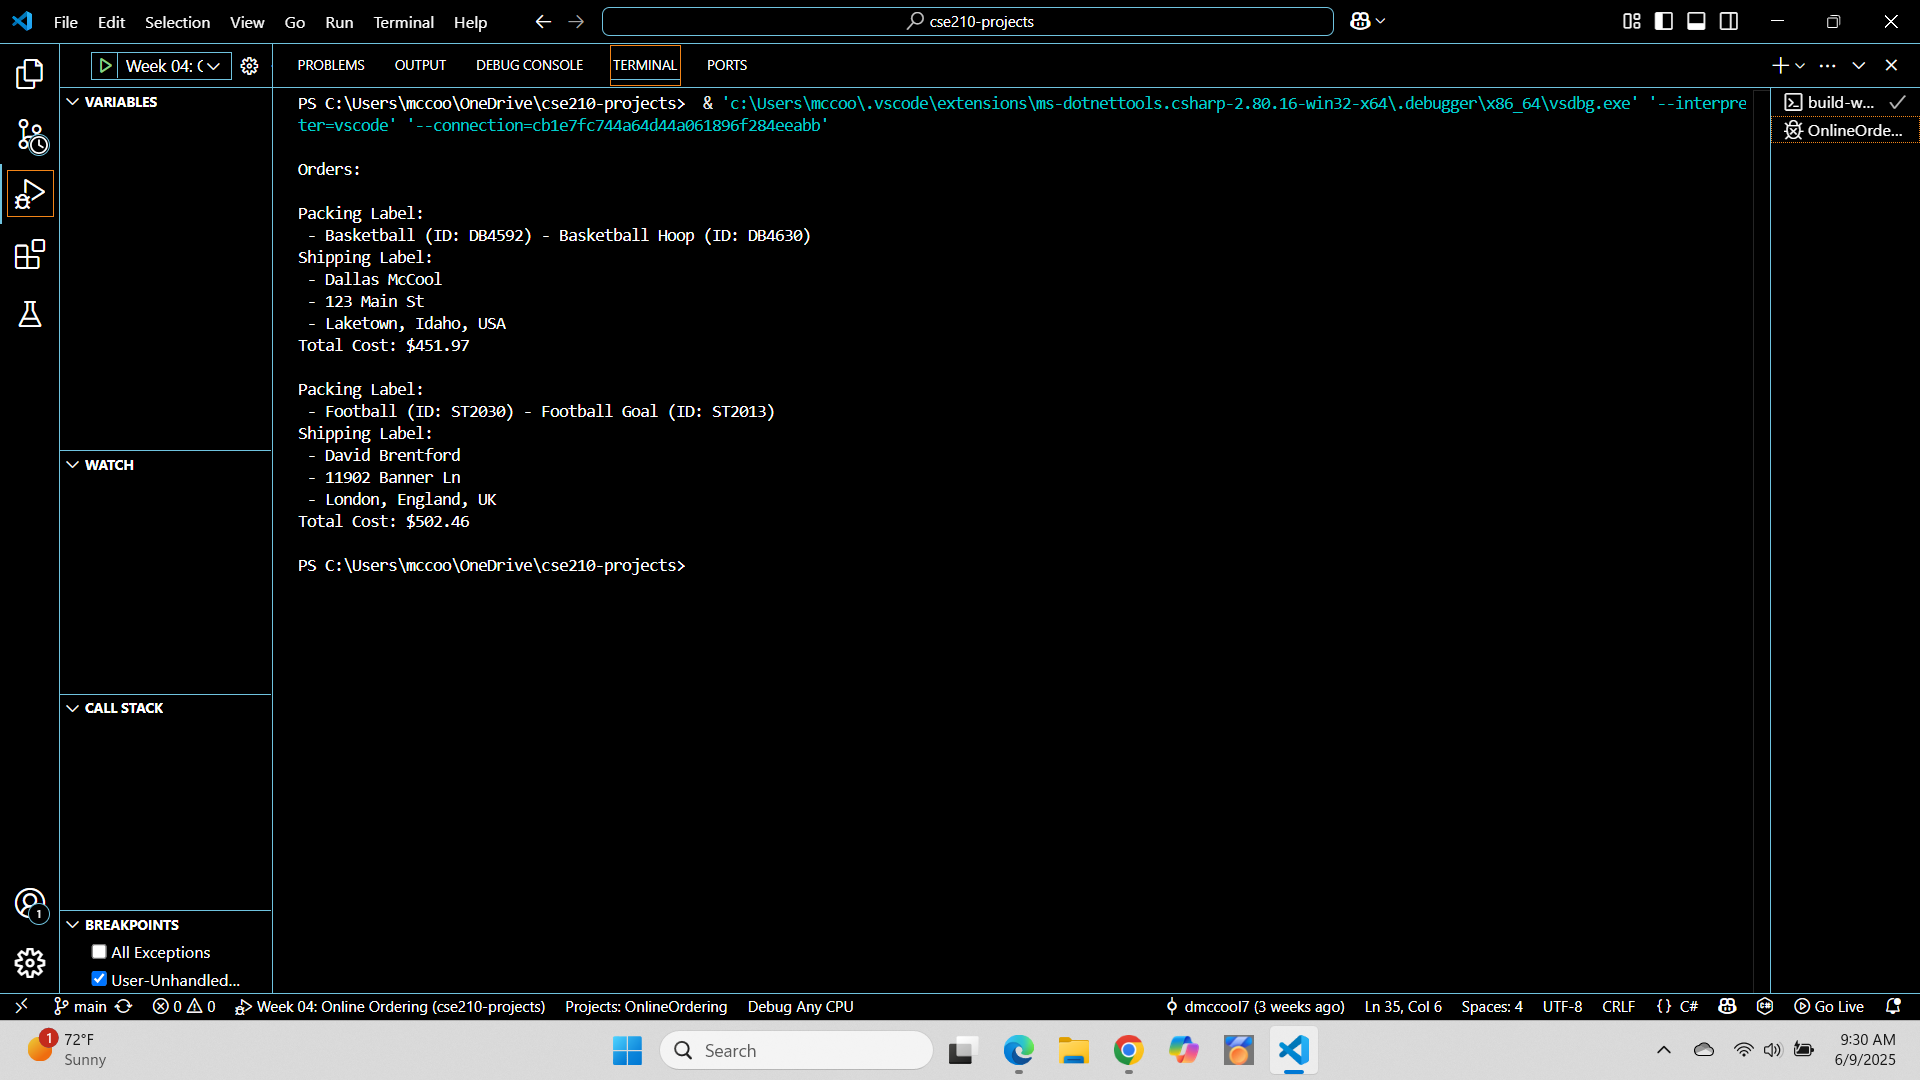 File Edit Selection View Go Run Terminal Help
cse210-projects
Week 04: (
PROBLEMS OUTPUT DEBUG CONSOLE TERMINAL PORTS
VARIABLES
WATCH
CALL STACK
BREAKPOINTS
All Exceptions
User-Unhandled...
PS C:\Users\mccoo\OneDrive\cse210-projects>  & 'c:\Users\mccoo\.vscode\extensions\ms-dotnettools.csharp-2.80.16-win32-x64\.debugger\x86_64\vsdbg.exe' '--interpre
ter=vscode' '--connection=cb1e7fc744a64d44a061896f284eeabb'
Orders:
Packing Label:
- Basketball (ID: DB4592) - Basketball Hoop (ID: DB4630)
Shipping Label:
- Dallas McCool
- 123 Main St
- Laketown, Idaho, USA
Total Cost: $451.97
Packing Label:
- Football (ID: ST2030) - Football Goal (ID: ST2013)
Shipping Label:
- David Brentford
- 11902 Banner Ln
- London, England, UK
Total Cost: $502.46
PS C:\Users\mccoo\OneDrive\cse210-projects>
build-w...
OnlineOrde...
1
main 0 0 Week 04: Online Ordering (cse210-projects) Projects: OnlineOrdering Debug Any CPU dmccool7 (3 weeks ago) Ln 35, Col 6 Spaces: 4 UTF-8 CRLF {} C# Go Live
1
72°F
Sunny
Search
9:30 AM
6/9/2025